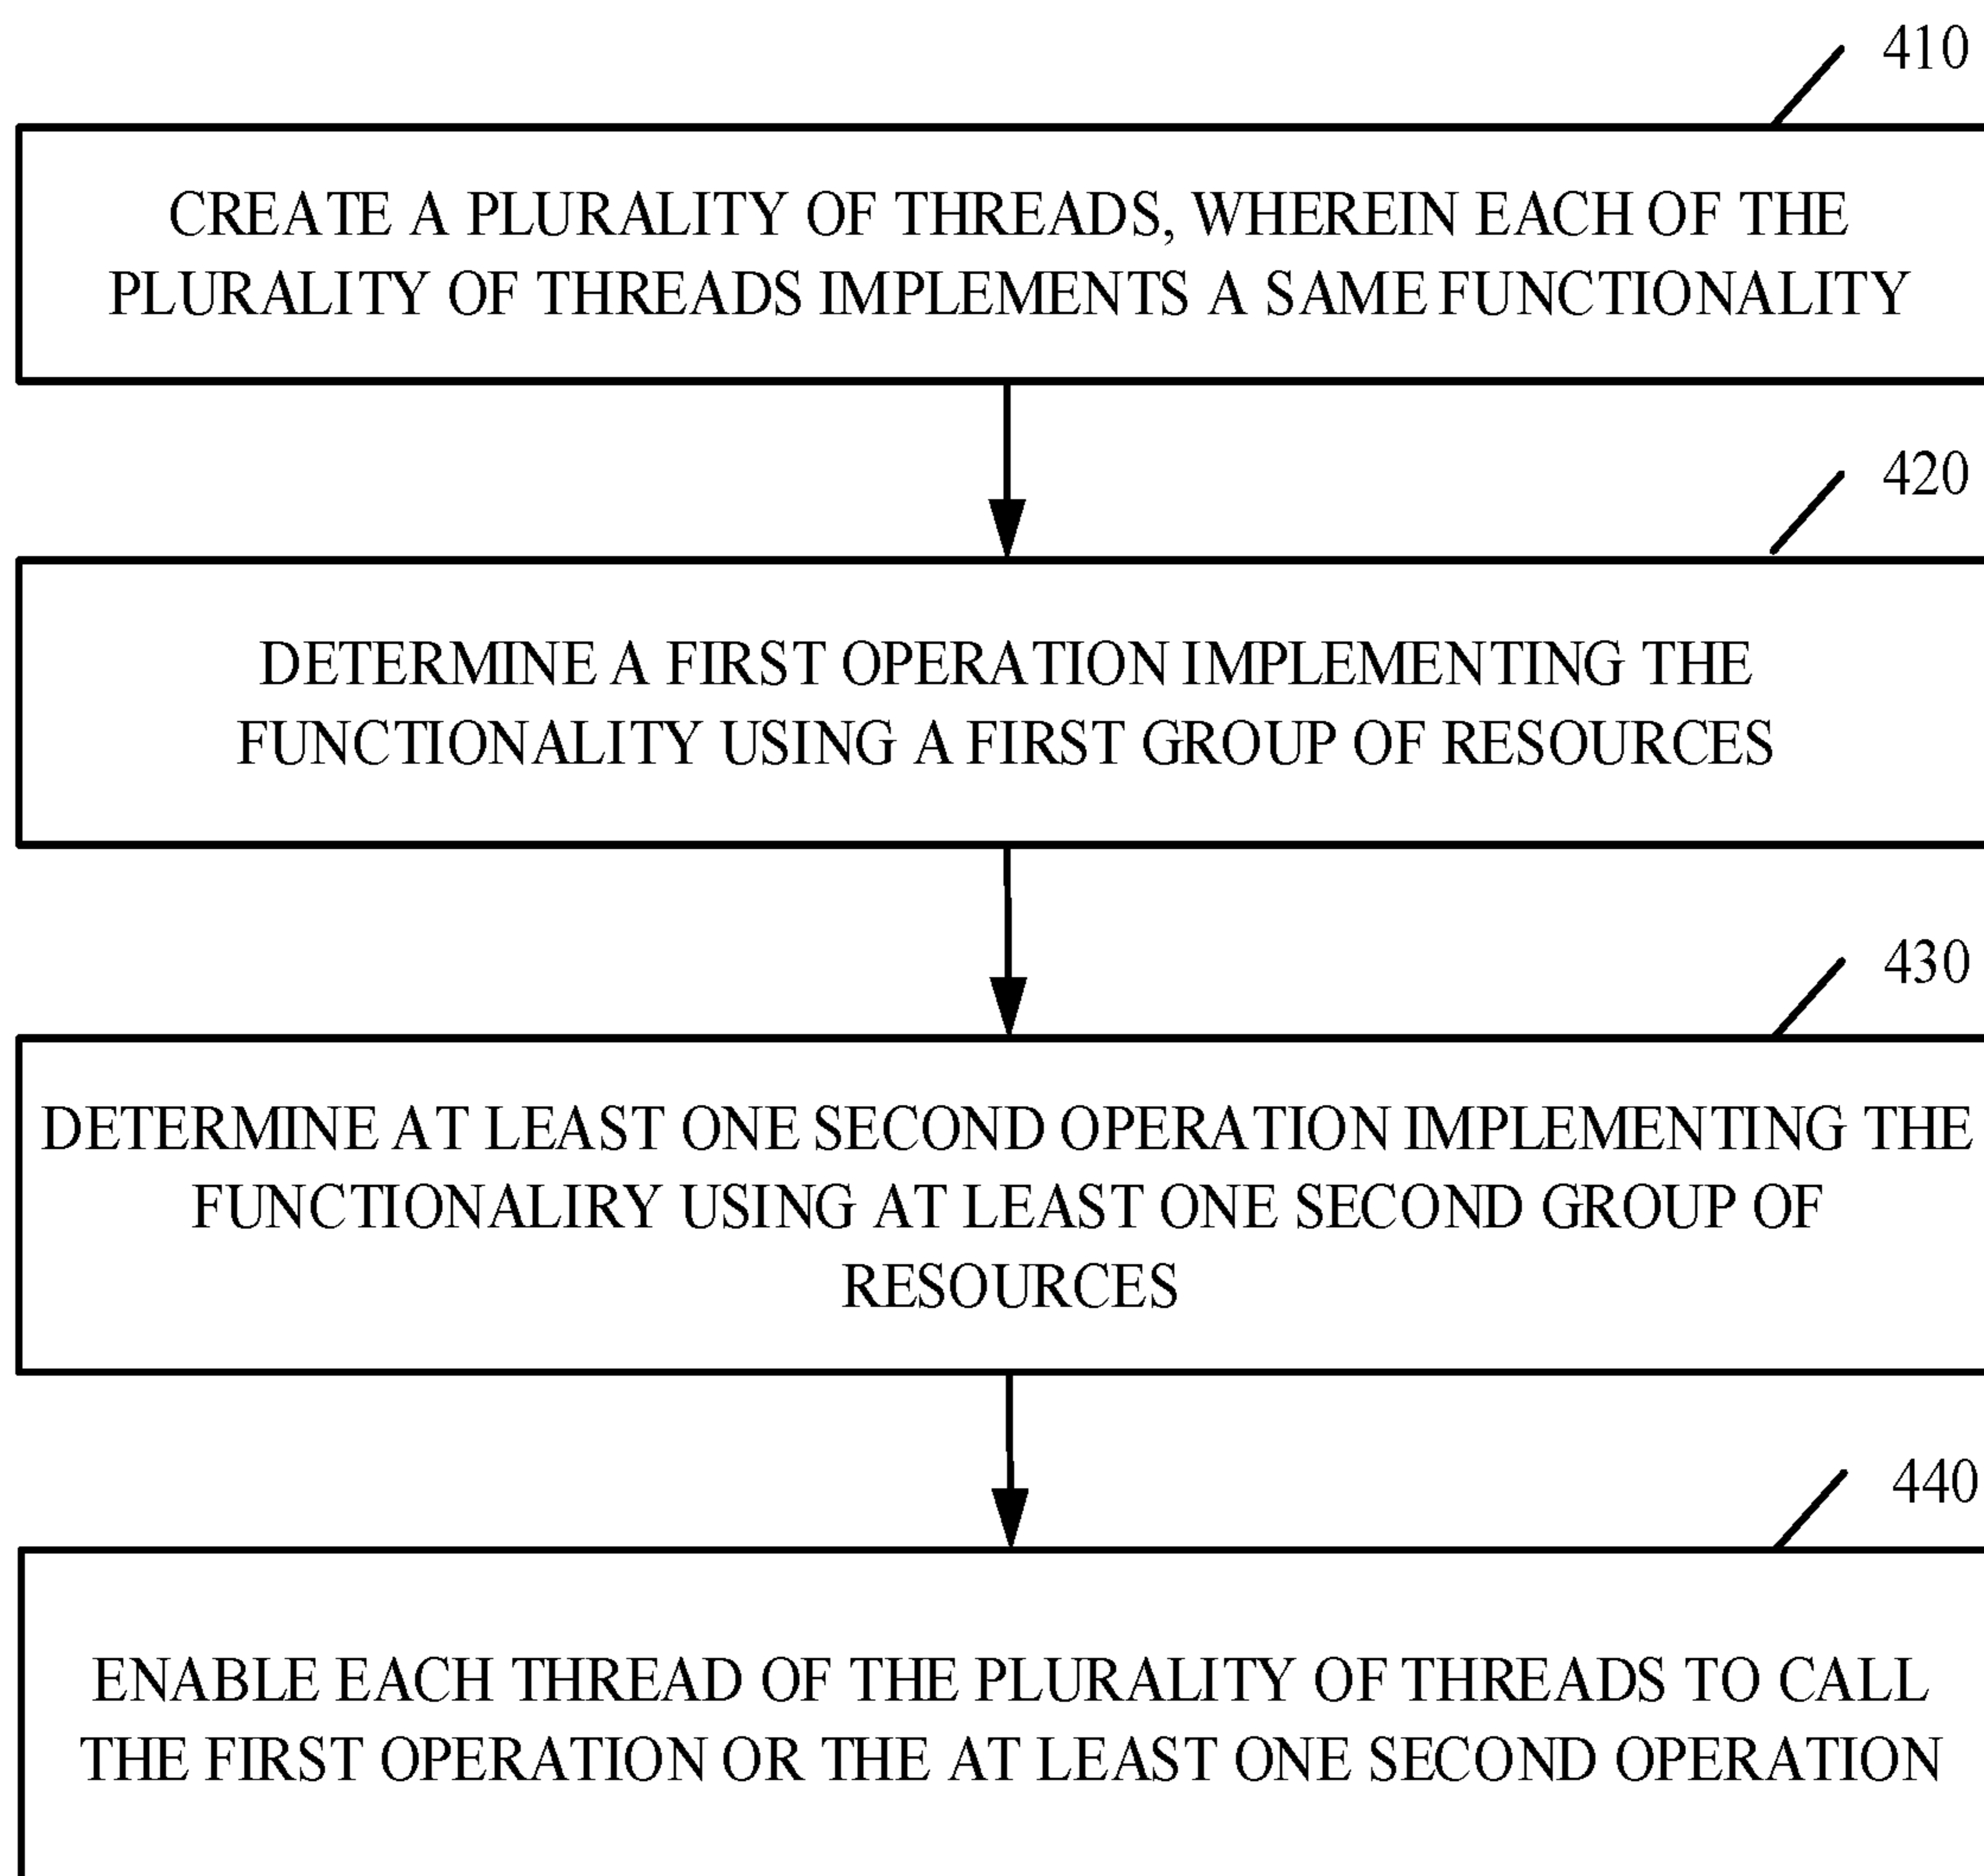 410
CREATE A PLURALITY OF THREADS, WHEREIN EACH OF THE
PLURALITY OF THREADS IMPLEMENTS A SAME FUNCTIONALITY
420
DETERMINE A FIRST OPERATION IMPLEMENTING THE
FUNCTIONALITY USING A FIRST GROUP OF RESOURCES
430
DETERMINE AT LEAST ONE SECOND OPERATION IMPLEMENTING THE
FUNCTIONALIRY USING AT LEAST ONE SECOND GROUP OF
RESOURCES
440
ENABLE EACH THREAD OF THE PLURALITY OF THREADS TO CALL
THE FIRST OPERATION OR THE AT LEAST ONE SECOND OPERATION